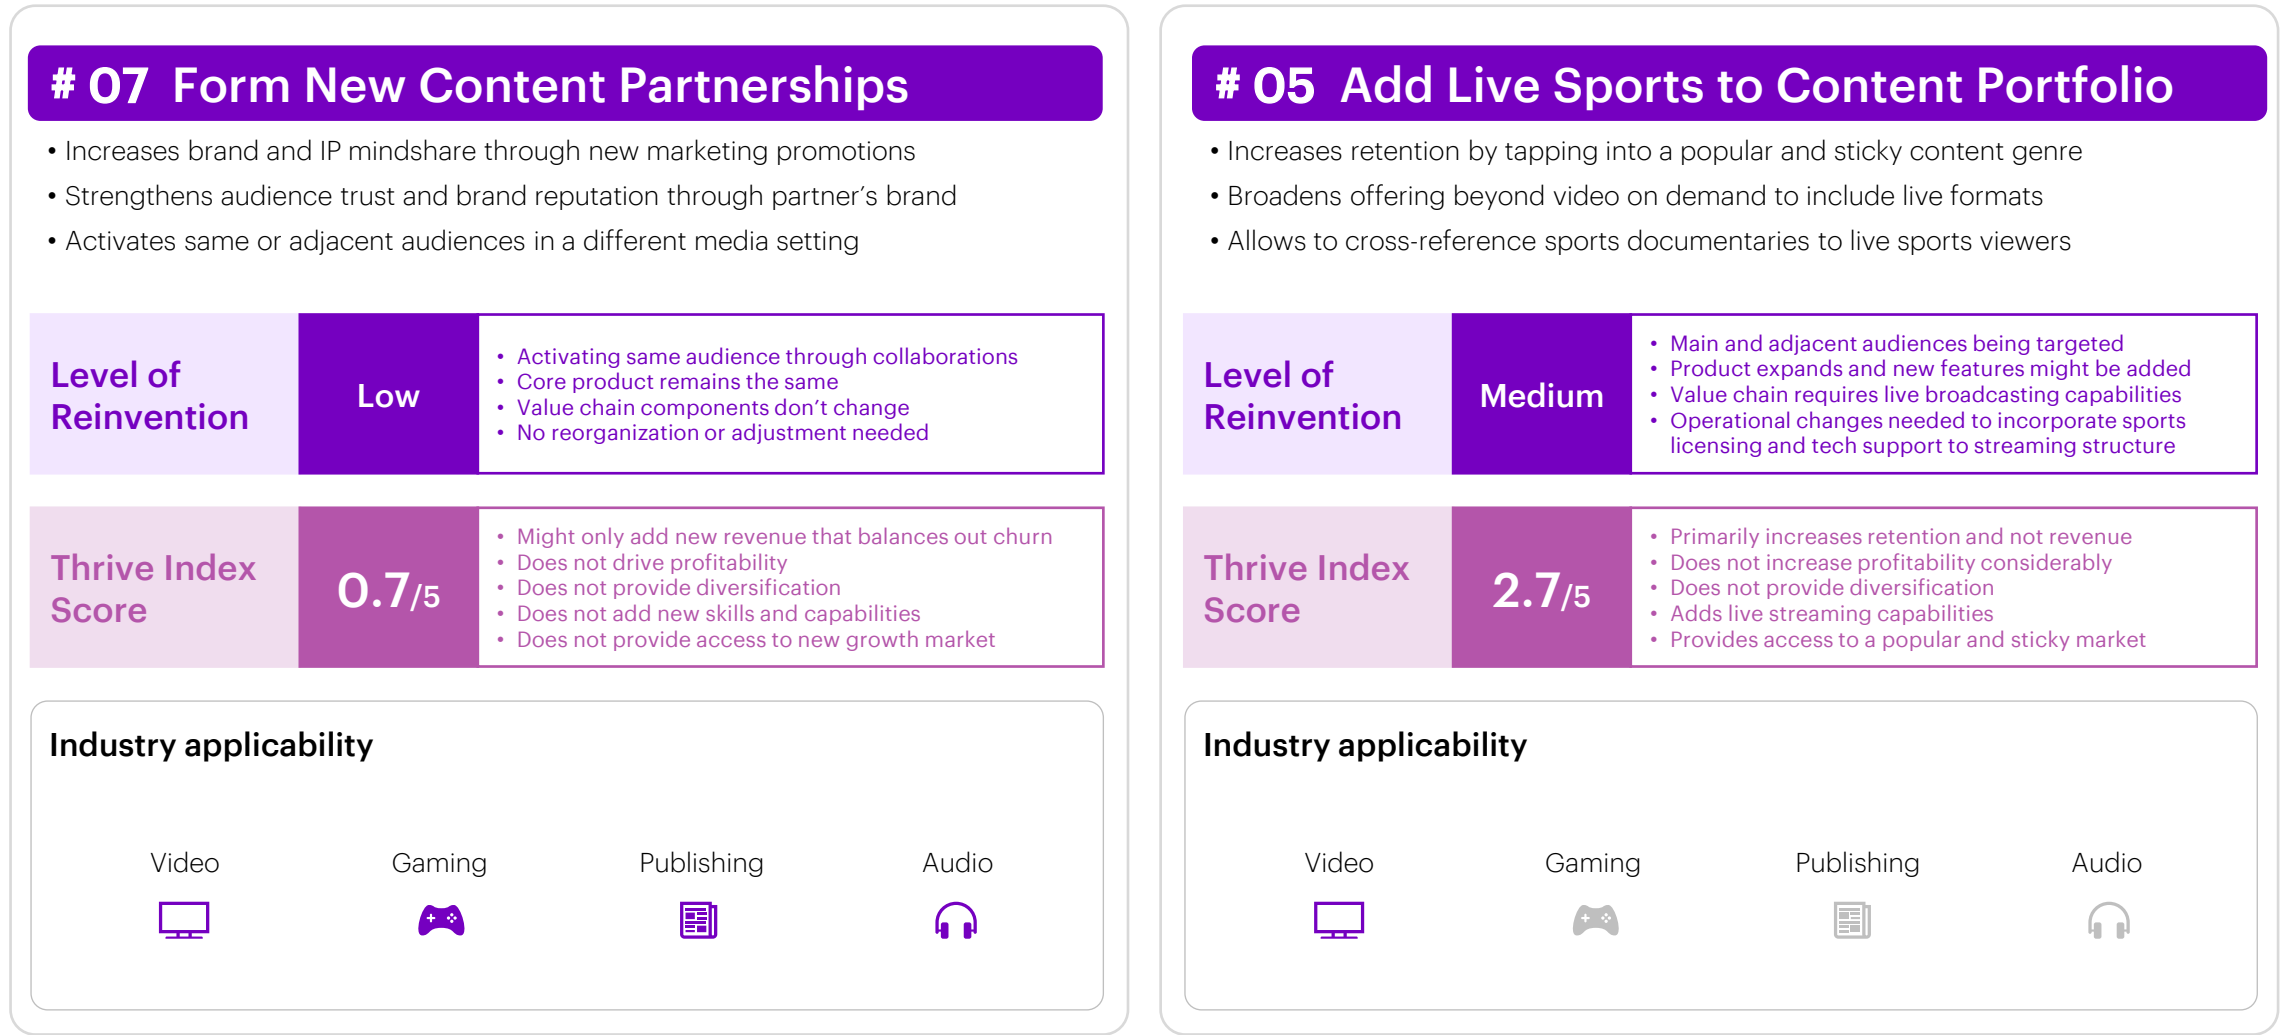 # 07 Form New Content Partnerships
• Increases brand and IP mindshare through new marketing promotions
• Strengthens audience trust and brand reputation through partner’s brand
• Activates same or adjacent audiences in a different media setting
Level of
Reinvention
Low
• Activating same audience through collaborations
• Core product remains the same
• Value chain components don’t change
• No reorganization or adjustment needed
Thrive Index
Score
0.7/5
• Might only add new revenue that balances out churn
• Does not drive profitability
• Does not provide diversification
• Does not add new skills and capabilities
• Does not provide access to new growth market
Industry applicability
Video
Gaming
Publishing
Audio
# 05 Add Live Sports to Content Portfolio
• Increases retention by tapping into a popular and sticky content genre
• Broadens offering beyond video on demand to include live formats
• Allows to cross-reference sports documentaries to live sports viewers
Level of
Reinvention
Medium
• Main and adjacent audiences being targeted
• Product expands and new features might be added
• Value chain requires live broadcasting capabilities
• Operational changes needed to incorporate sports
licensing and tech support to streaming structure
Thrive Index
Score
2.7/5
• Primarily increases retention and not revenue
• Does not increase profitability considerably
• Does not provide diversification
• Adds live streaming capabilities
• Provides access to a popular and sticky market
Industry applicability
Video
Gaming
Publishing
Audio